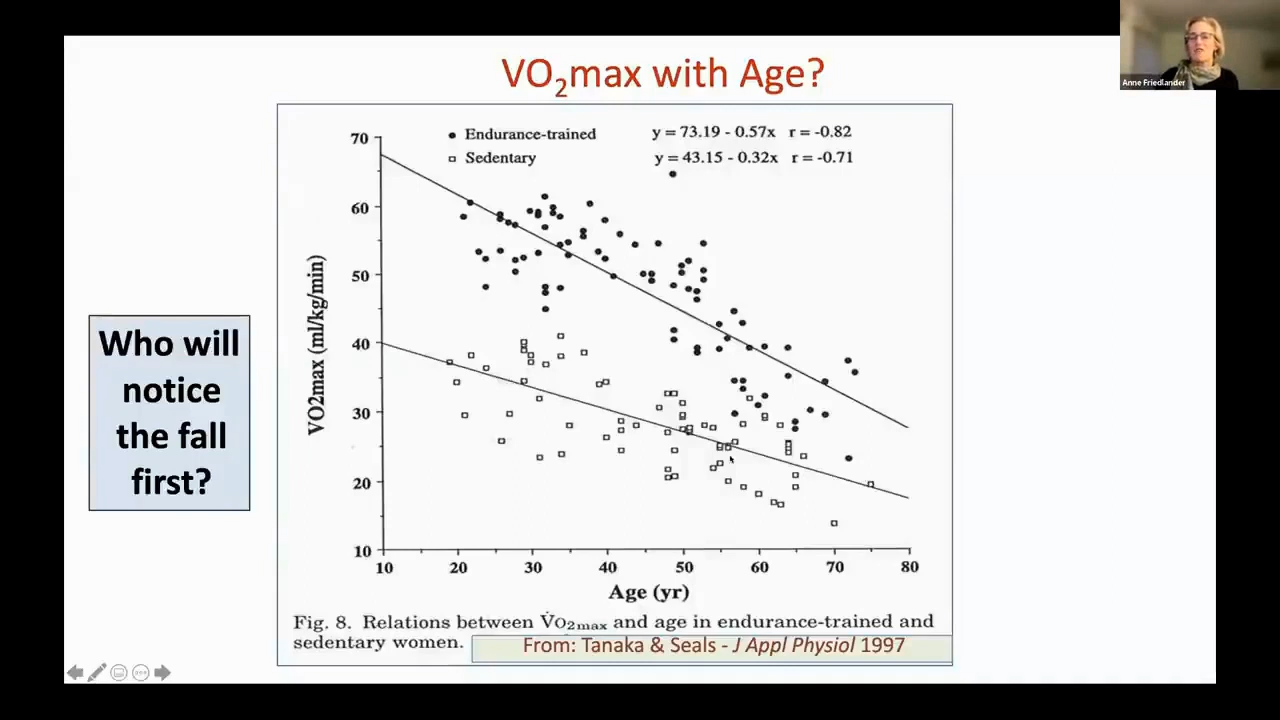 VO2max with Age?
Anne Friedlander
Endurance-trained y = 73.19 - 0.57x r = -0.82
Sedentary y = 43.15 - 0.32x r = -0.71
VO2max (ml/kg/min)
70
60
50
40
30
20
10
10 20 30 40 50 60 70 80
Age (yr)
Who will
notice
the fall
first?
Fig. 8. Relations between V̇O2max and age in endurance-trained and
sedentary women.
From: Tanaka & Seals - J Appl Physiol 1997